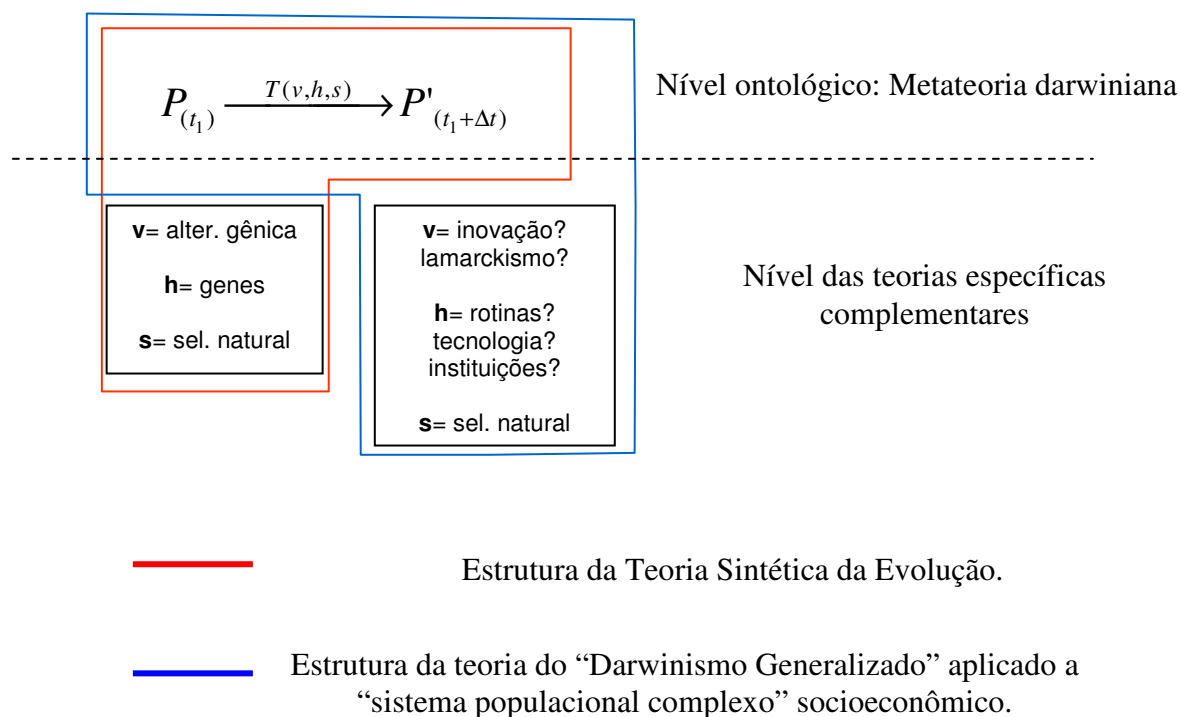 P(t₁) T(v,h,s) → P'(t₁+Δt)
Nível ontológico: Metateoria darwiniana
v= alter. gênica
h= genes
s= sel. natural
v= inovação?
lamarckismo?
h= rotinas?
tecnologia?
instituições?
s= sel. natural
Nível das teorias específicas
complementares
Estrutura da Teoria Sintética da Evolução.
Estrutura da teoria do “Darwinismo Generalizado” aplicado a
“sistema populacional complexo” socioeconômico.